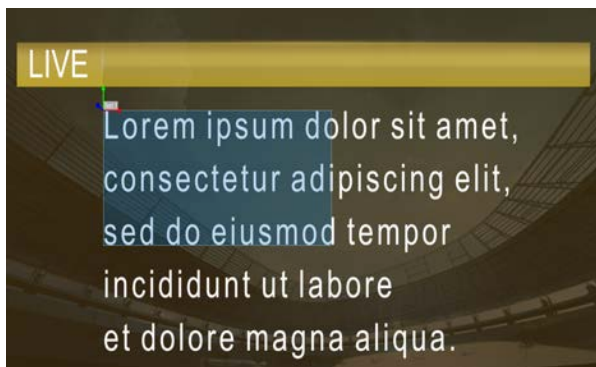 LIVE
Lorem ipsum dolor sit amet,
consectetur adipiscing elit,
sed do eiusmod tempor
incididunt ut labore
et dolore magna aliqua.